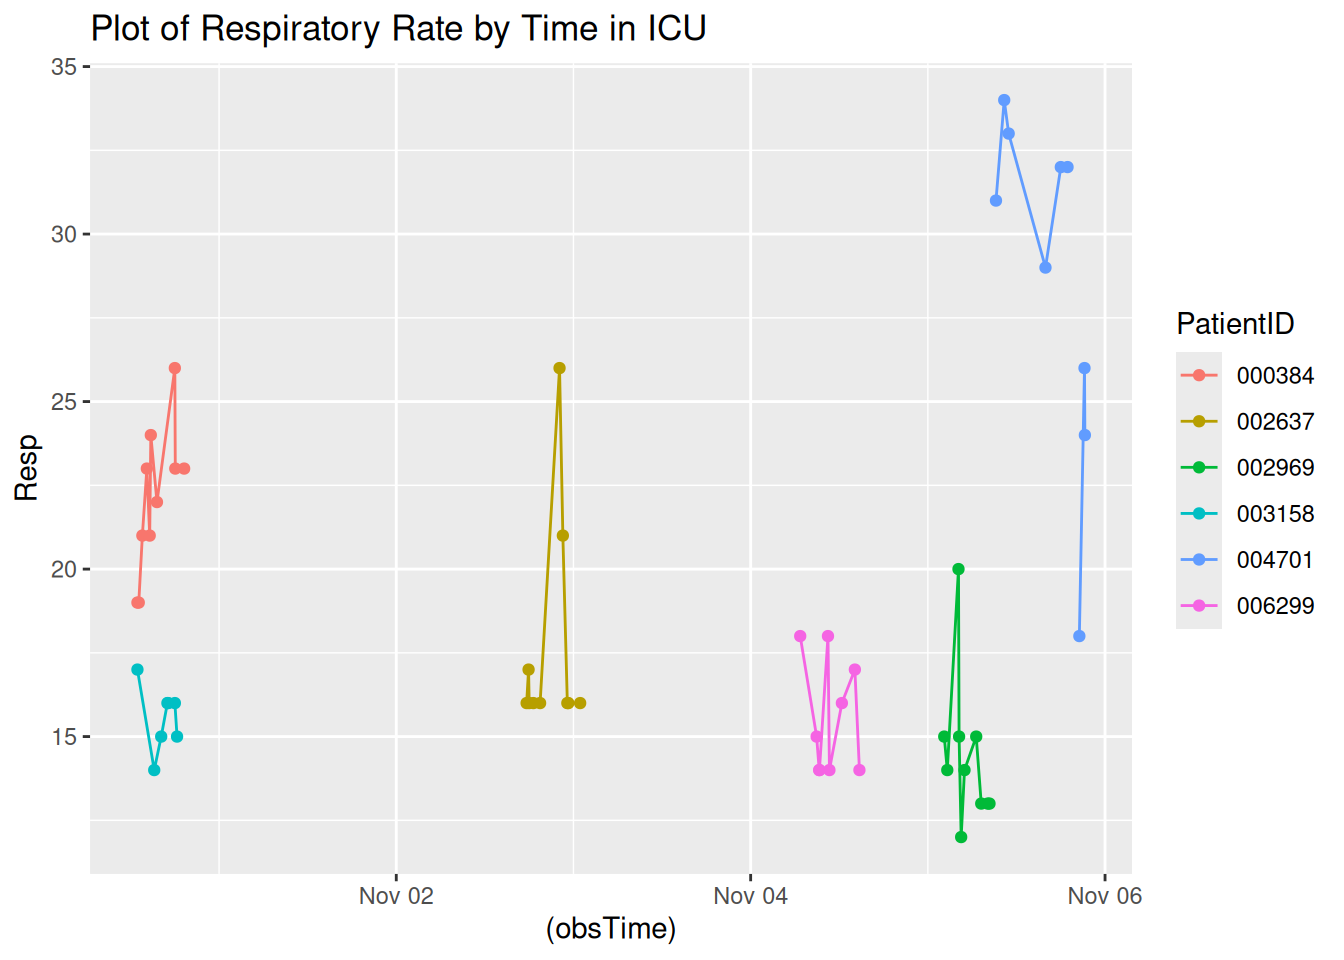 Plot of Respiratory Rate by Time in ICU
35
30
25
20
15
Resp
Nov 02
Nov 04
Nov 06
(obsTime)
PatientID
000384
002637
002969
003158
004701
006299